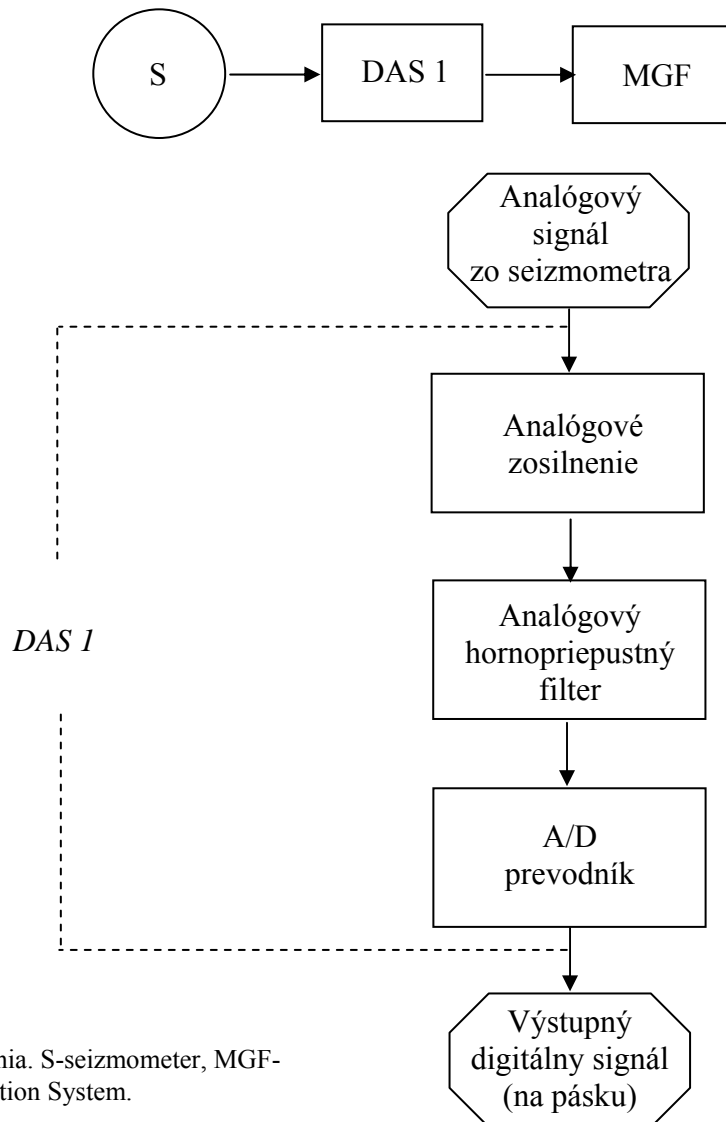 S
DAS 1
MGF
Analógový
signál
zo seizmometra
Analógové
zosilnenie
DAS 1
Analógový
hornopriepustný
filter
A/D
prevodník
Výstupný
digitálny signál
(na pásku)
nia. S-seizmometer, MGF-
tion System.